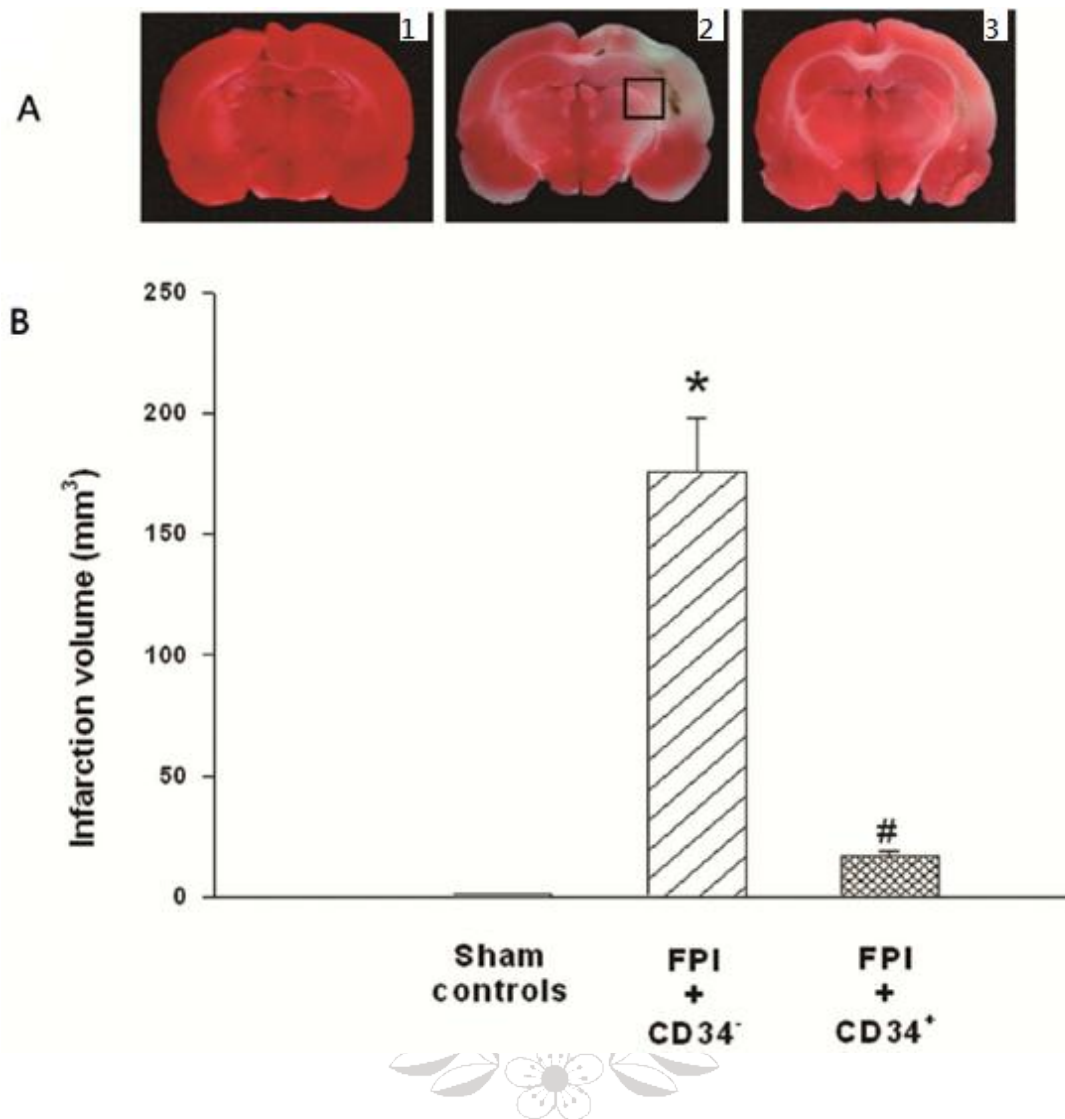 A
1
2
3
B
Infarction volume (mm³)
250
200
150
100
50
0
*
#
Sham
controls
FPI
+
CD34⁻
FPI
+
CD34⁺